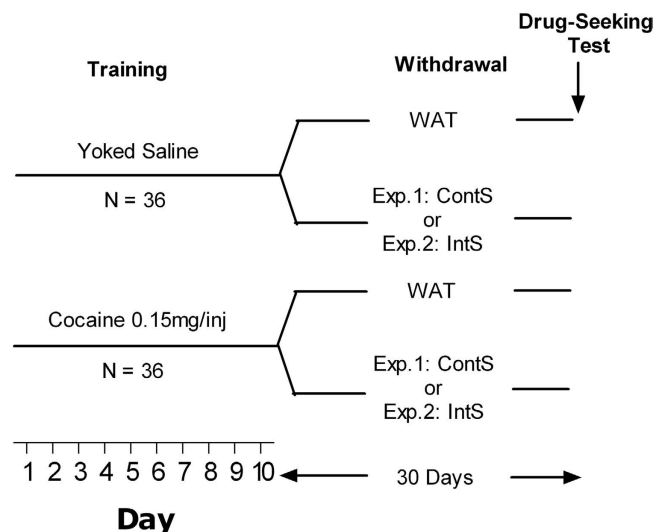 Drug-Seeking
Test
Training
Withdrawal
WAT
Yoked Saline
N = 36
Exp.1: ContS
or
Exp.2: IntS
WAT
Cocaine 0.15mg/inj
N = 36
Exp.1: ContS
or
Exp.2: IntS
1 2 3 4 5 6 7 8 9 10
30 Days
Day